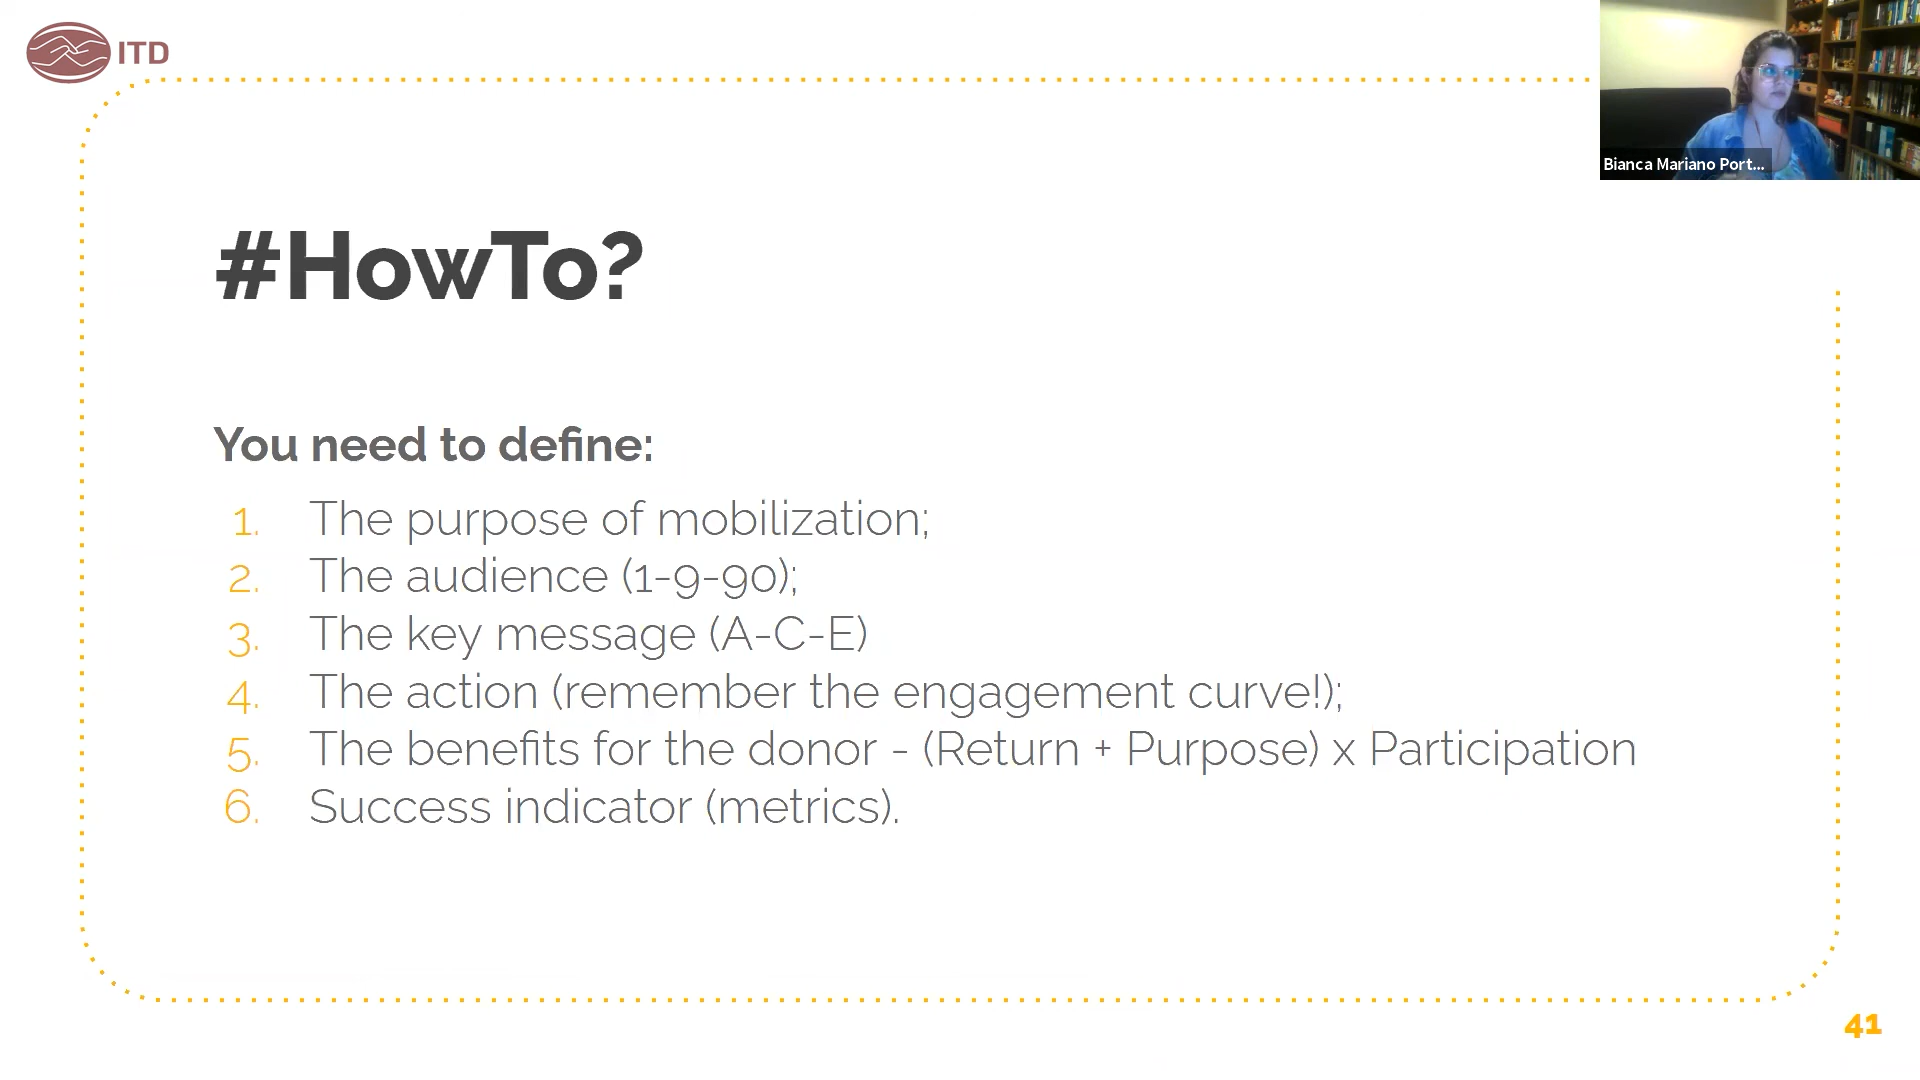 ITD
Bianca Mariano Port...
#HowTo?
You need to define:
1. The purpose of mobilization;
2. The audience (1-9-90);
3. The key message (A-C-E)
4. The action (remember the engagement curve!);
5. The benefits for the donor - (Return + Purpose) x Participation
6. Success indicator (metrics).
41